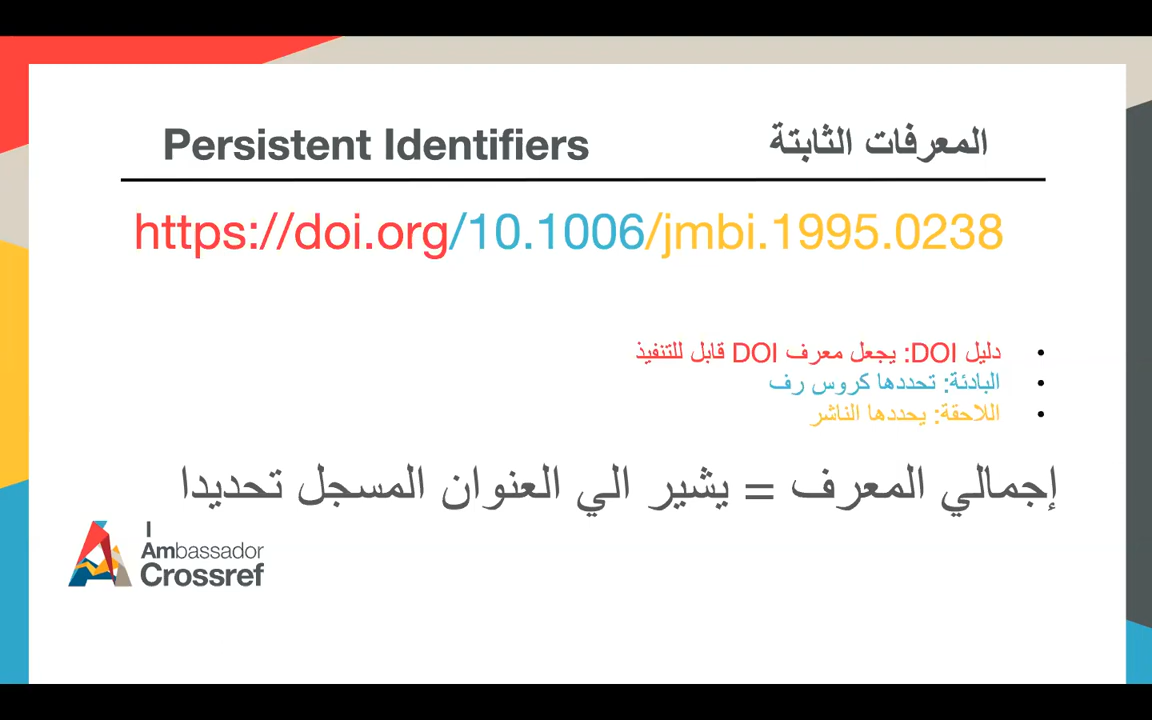 Persistent Identifiers المعرفات الثابتة
https://doi.org/10.1006/jmbi.1995.0238
• دليل DOI: يجعل معرف DOI قابل للتنفيذ
• البادئة: تحددها كروس رف
• اللاحقة: يحددها الناشر
إجمالي المعرف = يشير الي العنوان المسجل تحديدا
I
Ambassador
Crossref